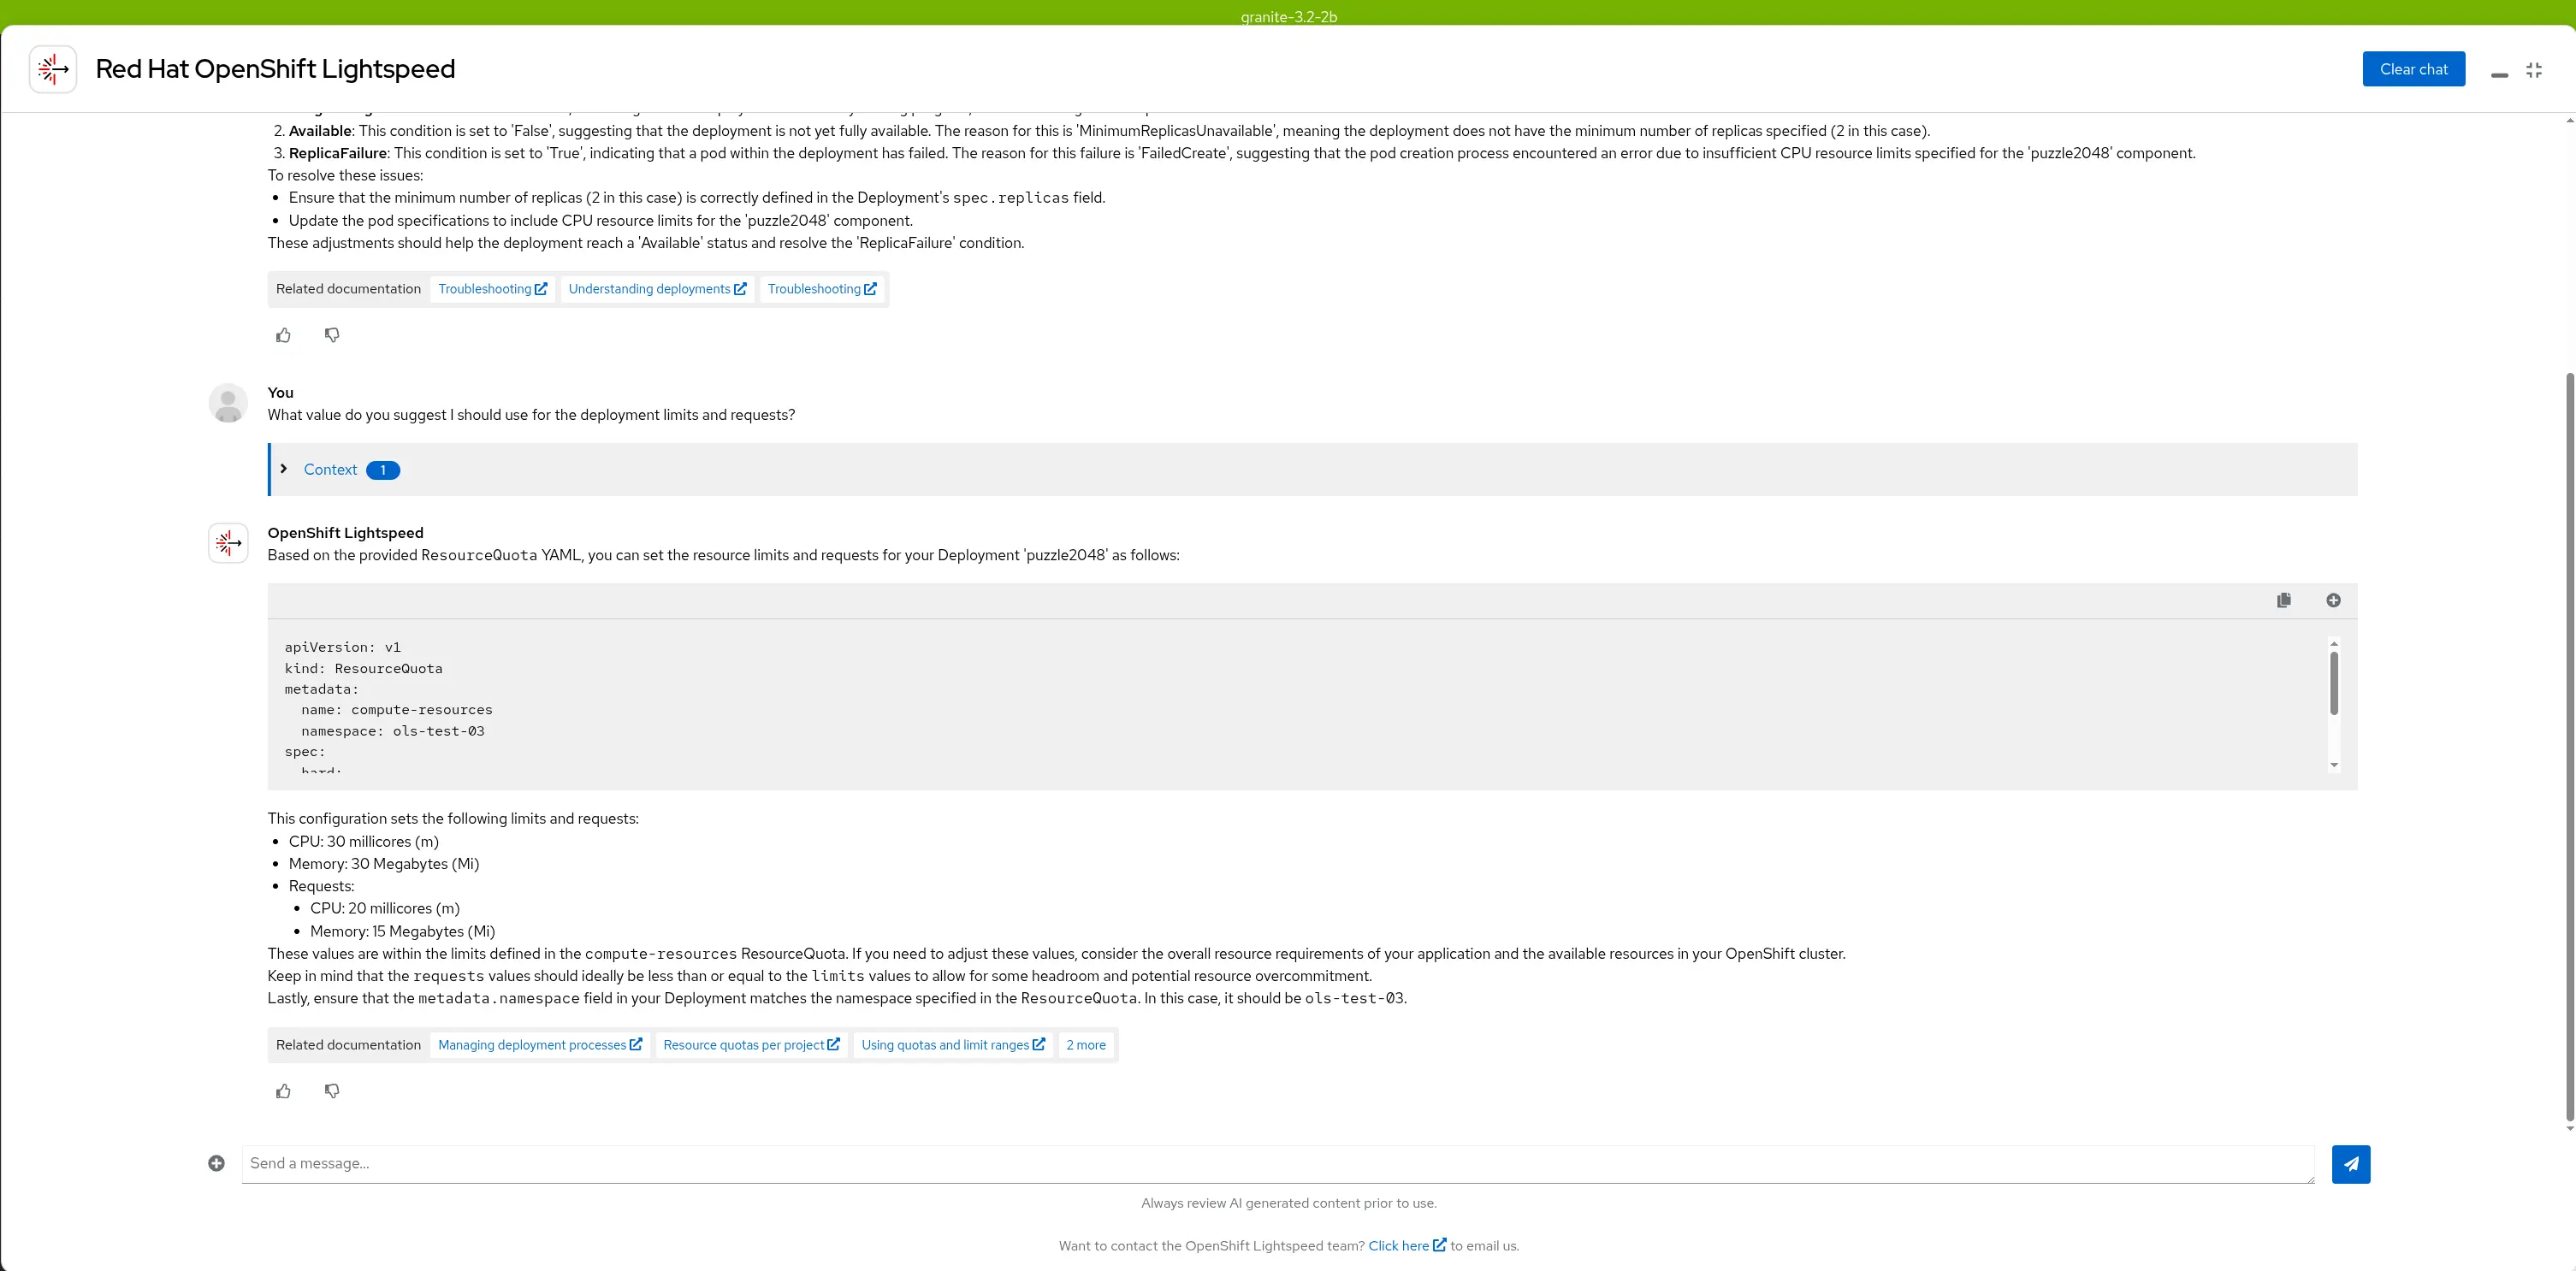 granite-3.2-2b
Red Hat OpenShift Lightspeed
Clear chat
2. Available: This condition is set to 'False', suggesting that the deployment is not yet fully available. The reason for this is 'MinimumReplicasUnavailable', meaning the deployment does not have the minimum number of replicas specified (2 in this case).
3. ReplicaFailure: This condition is set to 'True', indicating that a pod within the deployment has failed. The reason for this failure is 'FailedCreate', suggesting that the pod creation process encountered an error due to insufficient CPU resource limits specified for the 'puzzle2048' component.
To resolve these issues:
• Ensure that the minimum number of replicas (2 in this case) is correctly defined in the Deployment's spec.replicas field.
• Update the pod specifications to include CPU resource limits for the 'puzzle2048' component.
These adjustments should help the deployment reach a 'Available' status and resolve the 'ReplicaFailure' condition.
Related documentation Troubleshooting Understanding deployments Troubleshooting
You
What value do you suggest I should use for the deployment limits and requests?
Context 1
OpenShift Lightspeed
Based on the provided ResourceQuota YAML, you can set the resource limits and requests for your Deployment 'puzzle2048' as follows:
apiVersion: v1
kind: ResourceQuota
metadata:
  name: compute-resources
  namespace: ols-test-03
spec:
  hard:
This configuration sets the following limits and requests:
• CPU: 30 millicores (m)
• Memory: 30 Megabytes (Mi)
• Requests:
• CPU: 20 millicores (m)
• Memory: 15 Megabytes (Mi)
These values are within the limits defined in the compute-resources ResourceQuota. If you need to adjust these values, consider the overall resource requirements of your application and the available resources in your OpenShift cluster.
Keep in mind that the requests values should ideally be less than or equal to the limits values to allow for some headroom and potential resource overcommitment.
Lastly, ensure that the metadata.namespace field in your Deployment matches the namespace specified in the ResourceQuota. In this case, it should be ols-test-03.
Related documentation Managing deployment processes Resource quotas per project Using quotas and limit ranges 2 more
Send a message...
Always review AI generated content prior to use.
Want to contact the OpenShift Lightspeed team? Click here to email us.